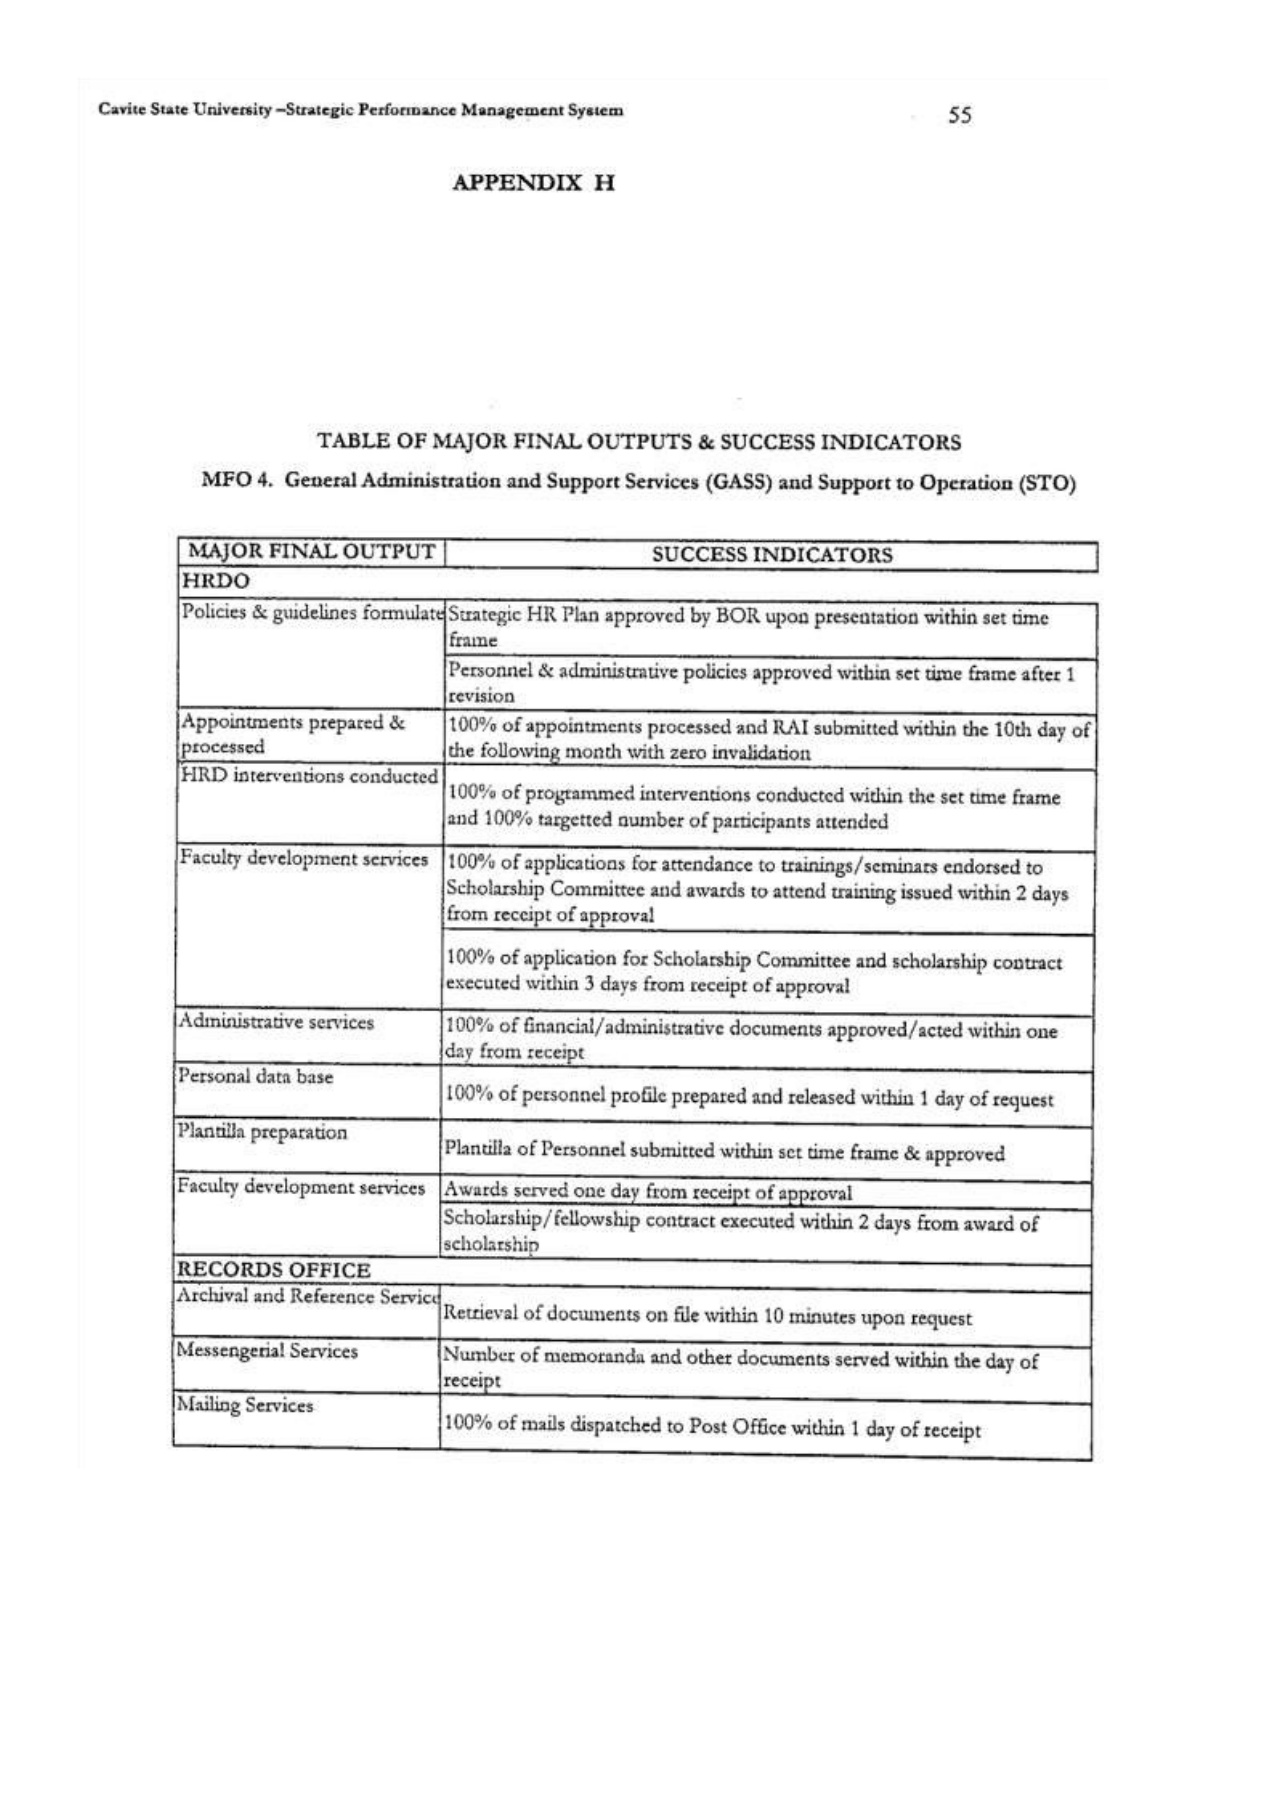 Cavite State University –Strategic Performance Management System
55
APPENDIX H
TABLE OF MAJOR FINAL OUTPUTS & SUCCESS INDICATORS
MFO 4. General Administration and Support Services (GASS) and Support to Operation (STO)
MAJOR FINAL OUTPUT
SUCCESS INDICATORS
HRDO
Policies & guidelines formulate
Strategic HR Plan approved by BOR upon presentation within set time
frame
Personnel & administrative policies approved within set time frame after 1
revision
Appointments prepared &
processed
100% of appointments processed and RAI submitted within the 10th day of
the following month with zero invalidation
HRD interventions conducted
100% of programmed interventions conducted within the set time frame
and 100% targetted number of participants attended
Faculty development services
100% of applications for attendance to trainings/seminars endorsed to
Scholarship Committee and awards to attend training issued within 2 days
from receipt of approval
100% of application for Scholarship Committee and scholarship contract
executed within 3 days from receipt of approval
Administrative services
100% of financial/administrative documents approved/acted within one
day from receipt
Personal data base
100% of personnel profile prepared and released within 1 day of request
Plantilla preparation
Plantilla of Personnel submitted within set time frame & approved
Faculty development services
Awards served one day from receipt of approval
Scholarship/fellowship contract executed within 2 days from award of
scholarship
RECORDS OFFICE
Archival and Reference Service
Retrieval of documents on file within 10 minutes upon request
Messengerial Services
Number of memoranda and other documents served within the day of
receipt
Mailing Services
100% of mails dispatched to Post Office within 1 day of receipt